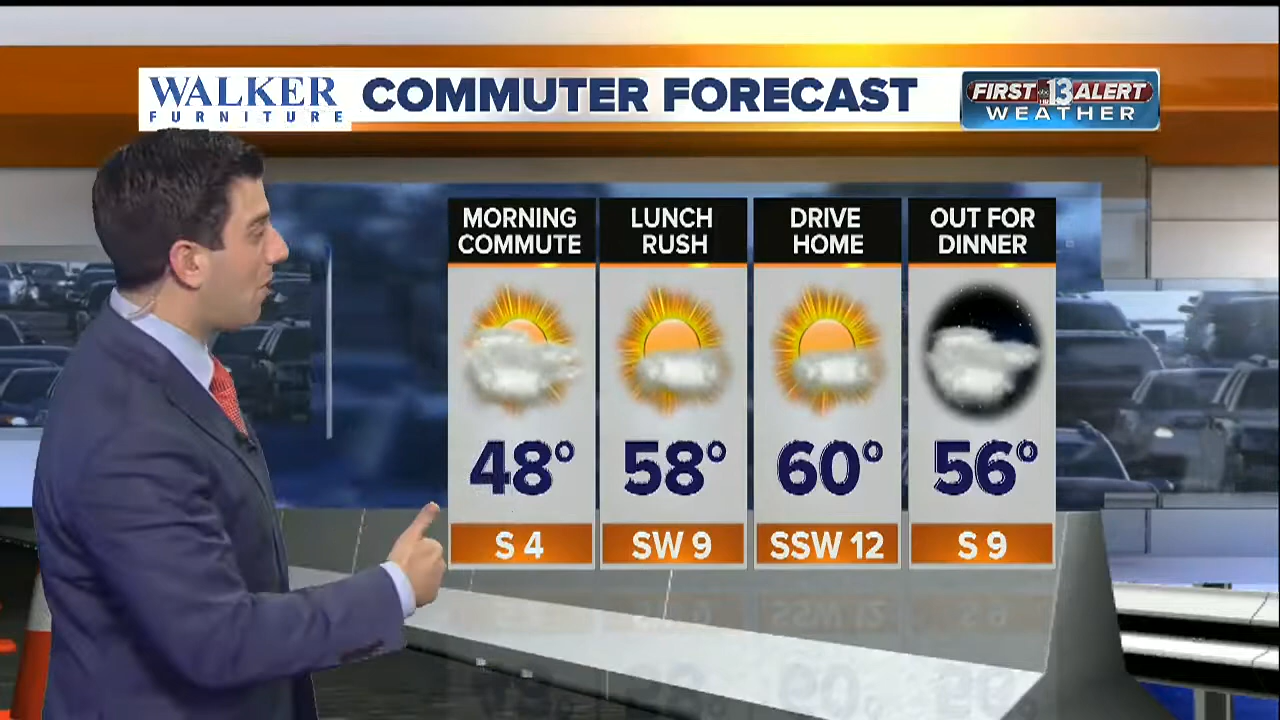 WALKER
FURNITURE
COMMUTER FORECAST
FIRST 13 ALERT
WEATHER
MORNING
COMMUTE
48°
S 4
LUNCH
RUSH
58°
SW 9
DRIVE
HOME
60°
SSW 12
OUT FOR
DINNER
56°
S 9